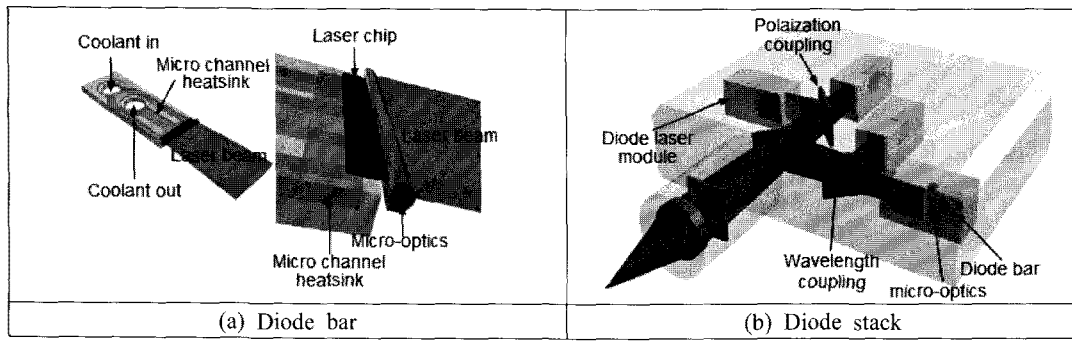 Coolant in
Micro channel
heatsink
Laser beam
Coolant out
Laser chip
Laser beam
Micro-optics
Micro channel
heatsink
(a) Diode bar
Polaization
coupling
Diode laser
module
Wavelength
coupling
Diode bar
micro-optics
(b) Diode stack